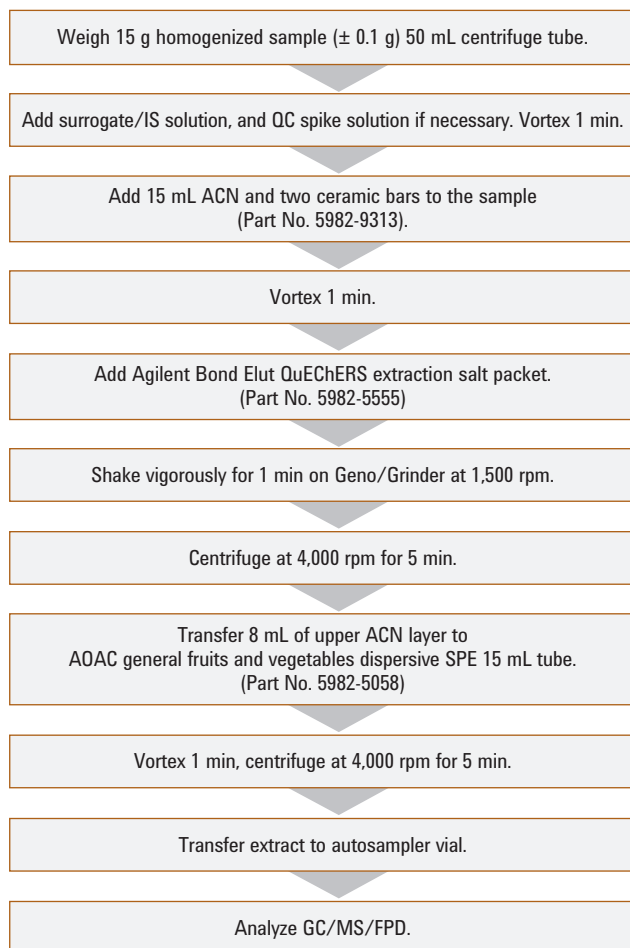 Weigh 15 g homogenized sample (± 0.1 g) 50 mL centrifuge tube.
Add surrogate/IS solution, and QC spike solution if necessary. Vortex 1 min.
Add 15 mL ACN and two ceramic bars to the sample
(Part No. 5982-9313).
Vortex 1 min.
Add Agilent Bond Elut QuEChERS extraction salt packet.
(Part No. 5982-5555)
Shake vigorously for 1 min on Geno/Grinder at 1,500 rpm.
Centrifuge at 4,000 rpm for 5 min.
Transfer 8 mL of upper ACN layer to
AOAC general fruits and vegetables dispersive SPE 15 mL tube.
(Part No. 5982-5058)
Vortex 1 min, centrifuge at 4,000 rpm for 5 min.
Transfer extract to autosampler vial.
Analyze GC/MS/FPD.